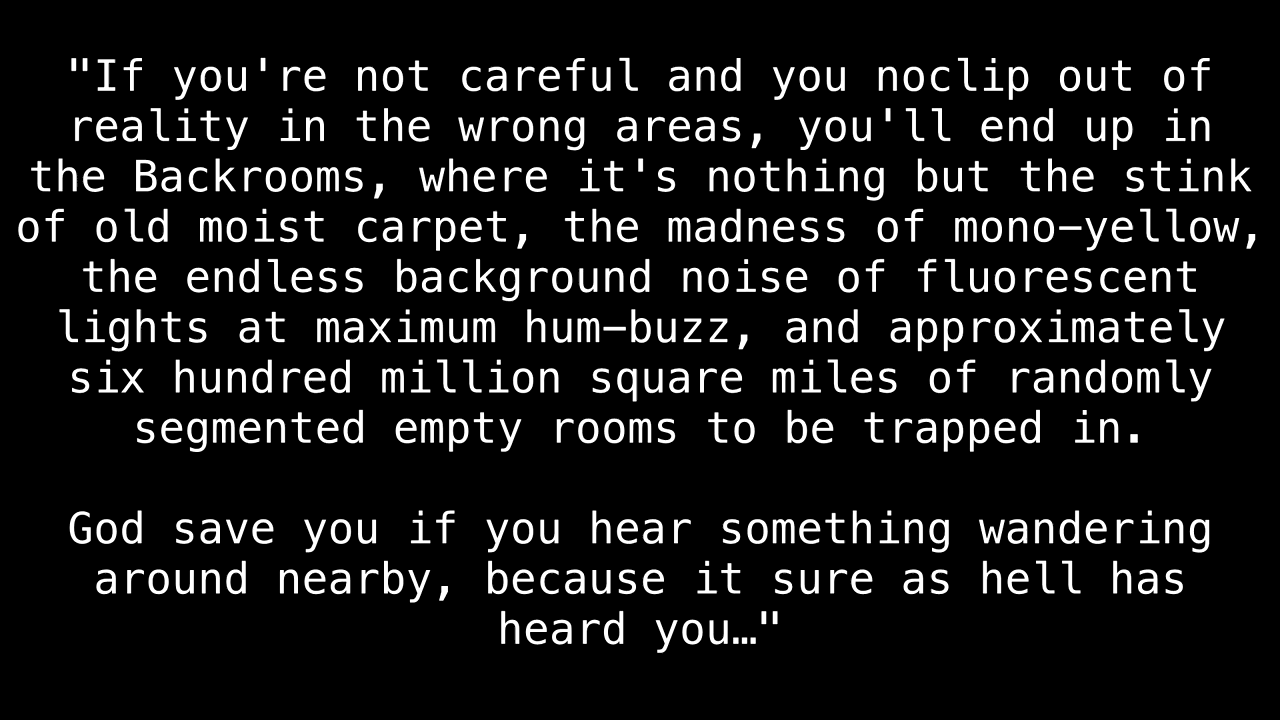 "If you're not careful and you noclip out of
reality in the wrong areas, you'll end up in
the Backrooms, where it's nothing but the stink
of old moist carpet, the madness of mono-yellow,
the endless background noise of fluorescent
lights at maximum hum-buzz, and approximately
six hundred million square miles of randomly
segmented empty rooms to be trapped in.
God save you if you hear something wandering
around nearby, because it sure as hell has
heard you…"